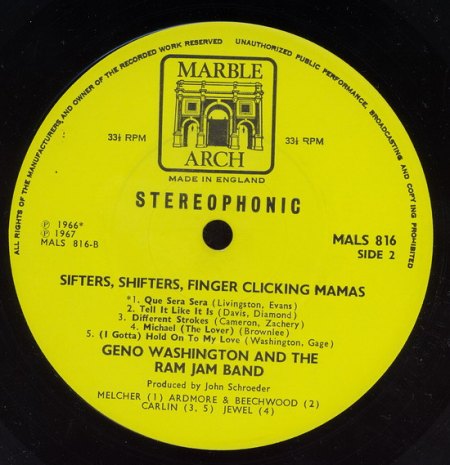 ALL RIGHTS OF THE MANUFACTURERS AND OWNER OF THE RECORDED WORK RESERVED
UNAUTHORIZED PUBLIC PERFORMANCE, BROADCASTING AND COPYING PROHIBITED
MARBLE
ARCH
33⅓ RPM
33⅓ RPM
MADE IN ENGLAND
STEREOPHONIC
℗ 1966*
℗ 1967
MALS 816-B
MALS 816
SIDE 2
SIFTERS, SHIFTERS, FINGER CLICKING MAMAS
*1. Que Sera Sera (Livingston, Evans)
2. Tell It Like It Is (Davis, Diamond)
3. Different Strokes (Cameron, Zachery)
4. Michael (The Lover) (Brownlee)
5. (I Gotta) Hold On To My Love (Washington, Gage)
GENO WASHINGTON AND THE
RAM JAM BAND
Produced by John Schroeder
MELCHER (1) ARDMORE & BEECHWOOD (2)
CARLIN (3, 5) JEWEL (4)